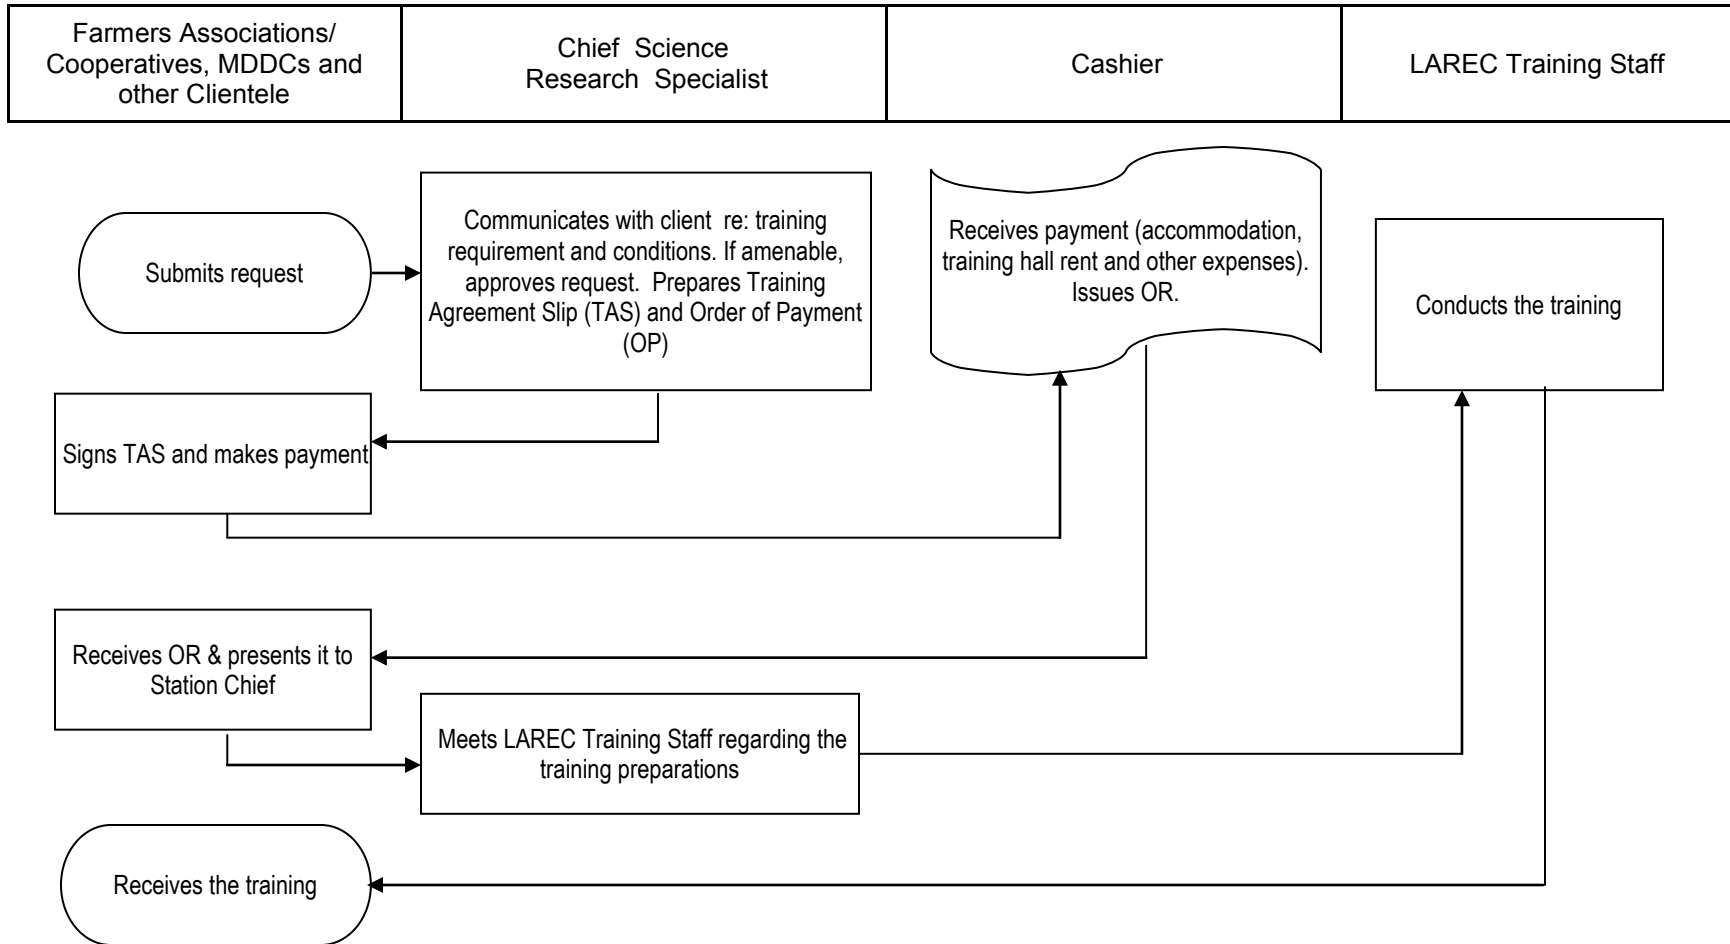 Farmers Associations/
Cooperatives, MDDCs and
other Clientele
Chief Science
Research Specialist
Cashier
LAREC Training Staff
Submits request
Communicates with client re: training
requirement and conditions. If amenable,
approves request. Prepares Training
Agreement Slip (TAS) and Order of Payment
(OP)
Receives payment (accommodation,
training hall rent and other expenses).
Issues OR.
Conducts the training
Signs TAS and makes payment
Receives OR & presents it to
Station Chief
Meets LAREC Training Staff regarding the
training preparations
Receives the training